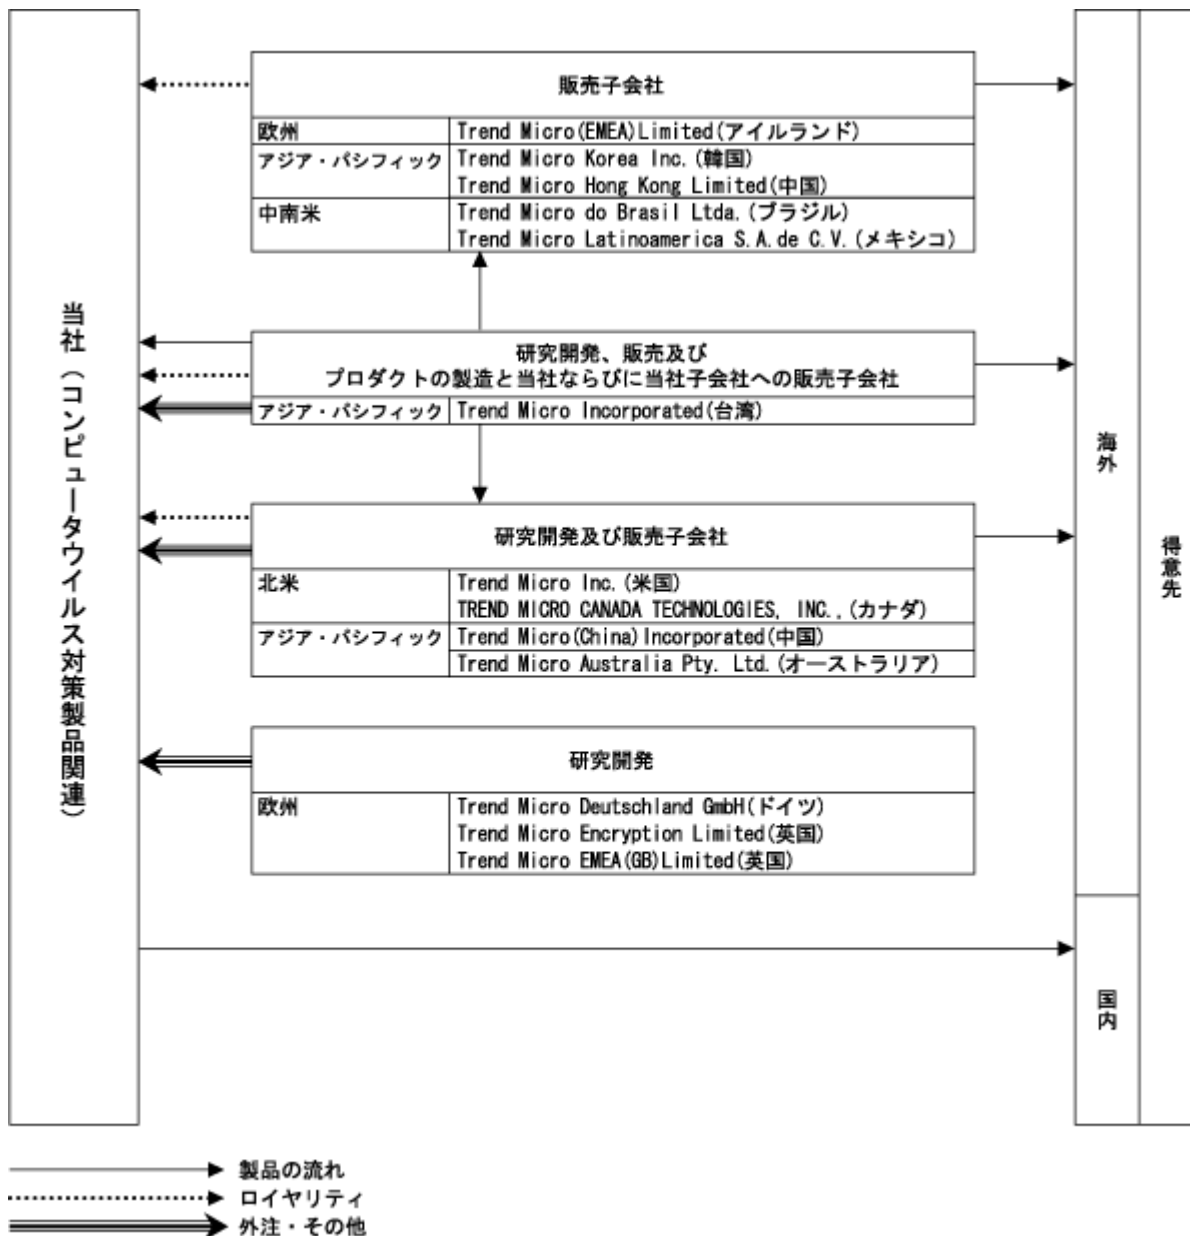 当社（コンピュータウイルス対策製品関連）
販売子会社
欧州 Trend Micro(EMEA)Limited(アイルランド)
アジア・パシフィック Trend Micro Korea Inc.(韓国)
Trend Micro Hong Kong Limited(中国)
中南米 Trend Micro do Brasil Ltda.(ブラジル)
Trend Micro Latinoamerica S.A.de C.V.(メキシコ)
研究開発、販売及び
プロダクトの製造と当社ならびに当社子会社への販売子会社
アジア・パシフィック Trend Micro Incorporated(台湾)
研究開発及び販売子会社
北米 Trend Micro Inc.(米国)
TREND MICRO CANADA TECHNOLOGIES, INC.,(カナダ)
アジア・パシフィック Trend Micro(China)Incorporated(中国)
Trend Micro Australia Pty. Ltd.(オーストラリア)
研究開発
欧州 Trend Micro Deutschland GmbH(ドイツ)
Trend Micro Encryption Limited(英国)
Trend Micro EMEA(GB)Limited(英国)
海外
国内
得意先
製品の流れ
ロイヤリティ
外注・その他